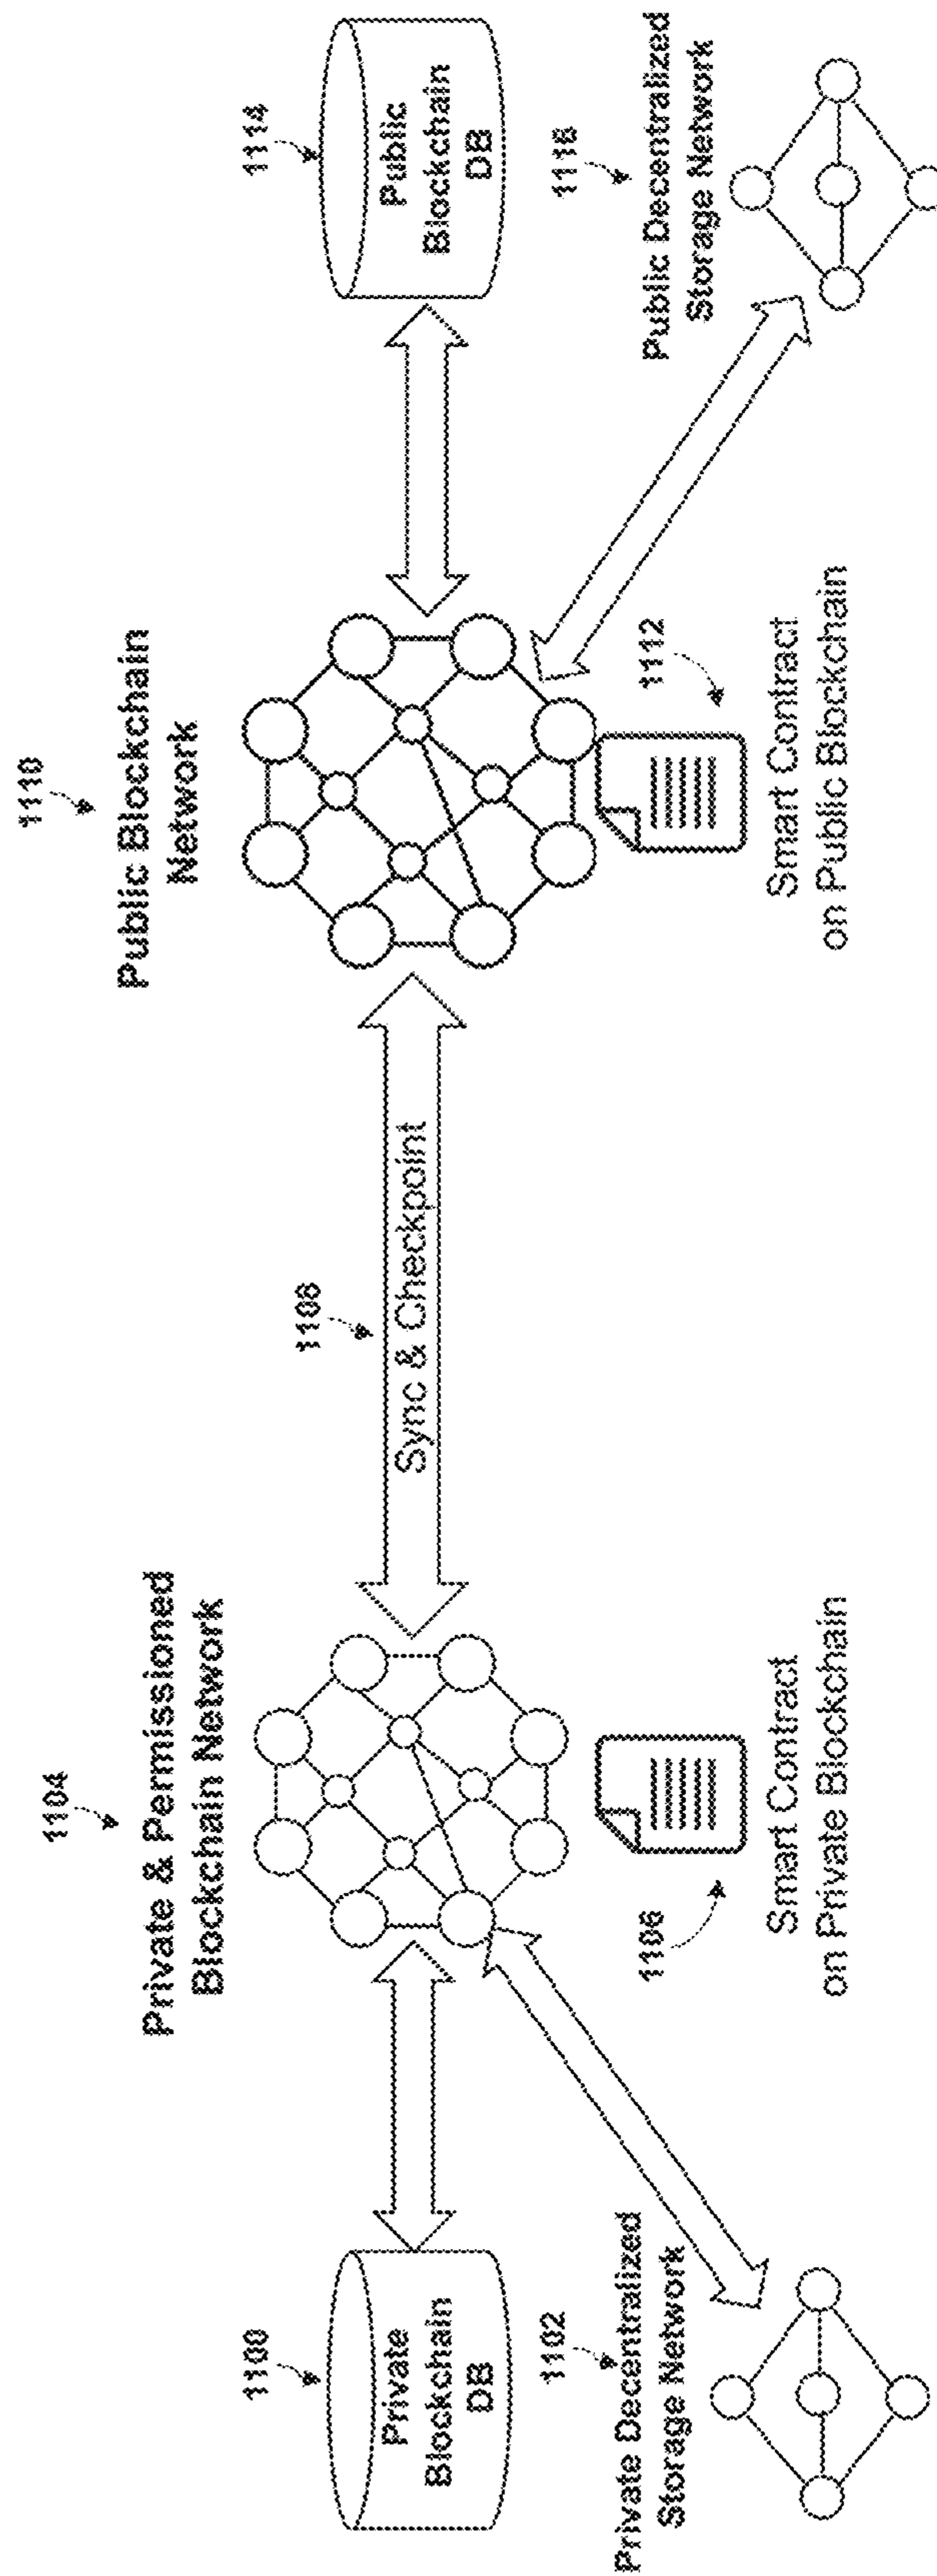 1104
Private & Permissioned
Blockchain Network
1110
Public Blockchain
Network
1100
Private
Blockchain
DB
1108
Sync & Checkpoint
1114
Public
Blockchain
DB
1102
Private Decentralized
Storage Network
1106
Smart Contract
on Private Blockchain
1112
Smart Contract
on Public Blockchain
1116
Public Decentralized
Storage Network